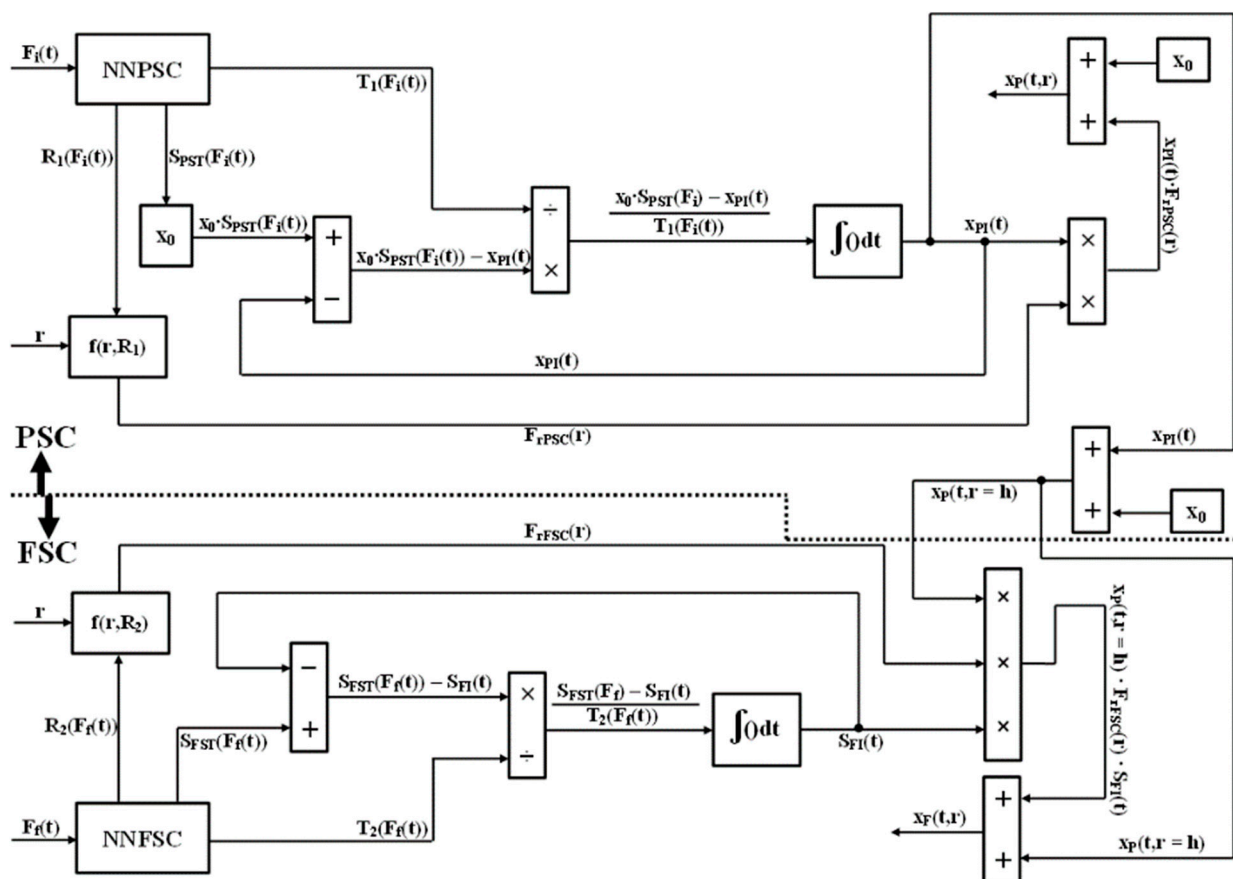 Fᵢ(t)
NNPSC
T₁(Fᵢ(t))
R₁(Fᵢ(t))
S_PST(Fᵢ(t))
x₀
x₀·S_PST(Fᵢ(t))
+
−
x₀·S_PST(Fᵢ(t)) − x_PI(t)
÷
×
x₀·S_PST(Fᵢ) − x_PI(t)
T₁(Fᵢ(t))
∫()dt
x_PI(t)
x_PI(t)
×
×
x_PI(t)·F_rPSC(r)
+
+
x₀
x_P(t,r)
r
f(r,R₁)
F_rPSC(r)
PSC
FSC
x_PI(t)
+
+
x₀
x_P(t,r = h)
F_rFSC(r)
r
f(r,R₂)
R₂(F_f(t))
S_FST(F_f(t))
−
+
S_FST(F_f(t)) − S_FI(t)
×
÷
S_FST(F_f) − S_FI(t)
T₂(F_f(t))
∫()dt
S_FI(t)
×
×
×
x_P(t,r = h) · F_rFSC(r) · S_FI(t)
F_f(t)
NNFSC
T₂(F_f(t))
+
+
x_F(t,r)
x_P(t,r = h)